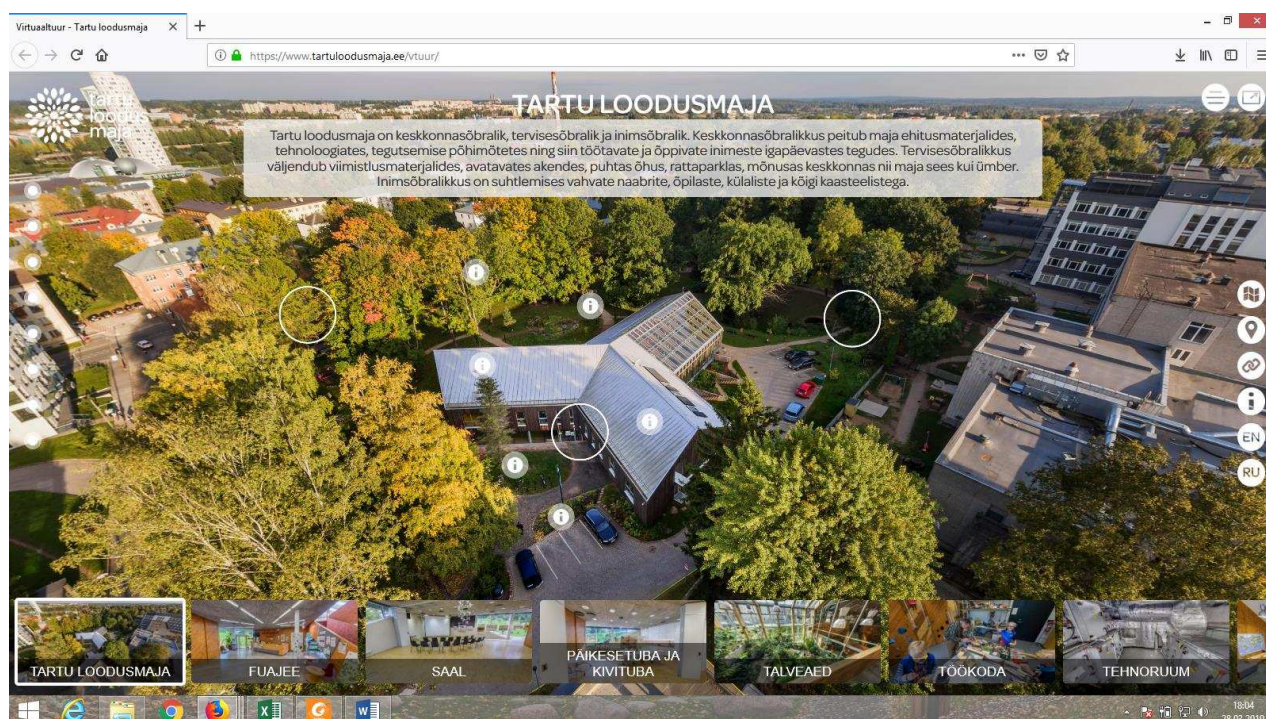 Virtuaaltuur - Tartu loodusmaja
https://www.tartuloodusmaja.ee/vtuur/
tartu
loodus
maja
TARTU LOODUSMAJA
Tartu loodusmaja on keskkonnasõbralik, tervisesõbralik ja inimsõbralik. Keskkonnasõbralikkus peitub maja ehitusmaterjalides,
tehnoloogiates, tegutsemise põhimõtetes ning siin töötavate ja õppivate inimeste igapäevastes tegudes. Tervisesõbralikkus
väljendub viimistlusmaterjalides, avatavates akendes, puhtas õhus, rattaparklas, mõnusas keskkonnas nii maja sees kui ümber.
Inimsõbralikkus on suhtlemises vahvate naabrite, õpilaste, külaliste ja kõigi kaasteelistega.
EN
RU
TARTU LOODUSMAJA
FUAJEE
SAAL
PÄIKESETUBA JA
KIVITUBA
TALVEAED
TÖÖKODA
TEHNORUUM
18:04
28.02.2019